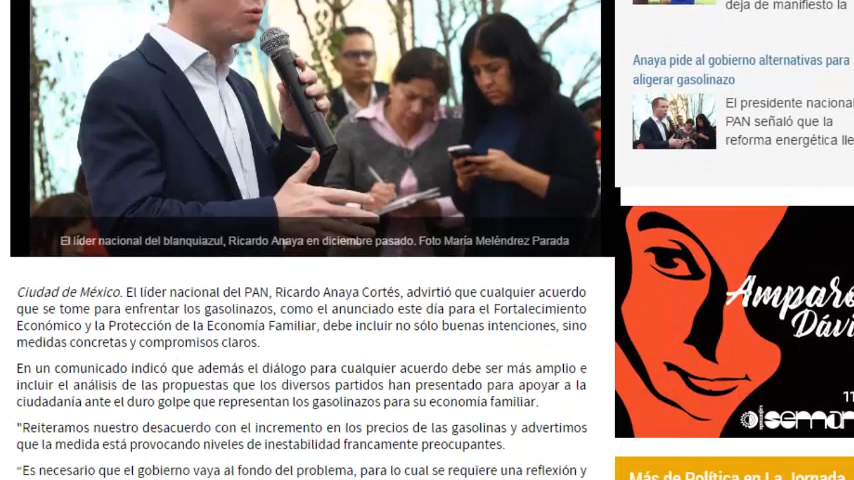 El líder nacional del blanquiazul, Ricardo Anaya en diciembre pasado. Foto María Meléndrez Parada
Ciudad de México. El líder nacional del PAN, Ricardo Anaya Cortés, advirtió que cualquier acuerdo
que se tome para enfrentar los gasolinazos, como el anunciado este día para el Fortalecimiento
Económico y la Protección de la Economía Familiar, debe incluir no sólo buenas intenciones, sino
medidas concretas y compromisos claros.
En un comunicado indicó que además el diálogo para cualquier acuerdo debe ser más amplio e
incluir el análisis de las propuestas que los diversos partidos han presentado para apoyar a la
ciudadanía ante el duro golpe que representan los gasolinazos para su economía familiar.
"Reiteramos nuestro desacuerdo con el incremento en los precios de las gasolinas y advertimos
que la medida está provocando niveles de inestabilidad francamente preocupantes.
“Es necesario que el gobierno vaya al fondo del problema, para lo cual se requiere una reflexión y
deja de manifiesto la
Anaya pide al gobierno alternativas para
aligerar gasolinazo
El presidente nacional
PAN señaló que la
reforma energética lle
Amparo
Dávi
11
Más de Política en La Jornada